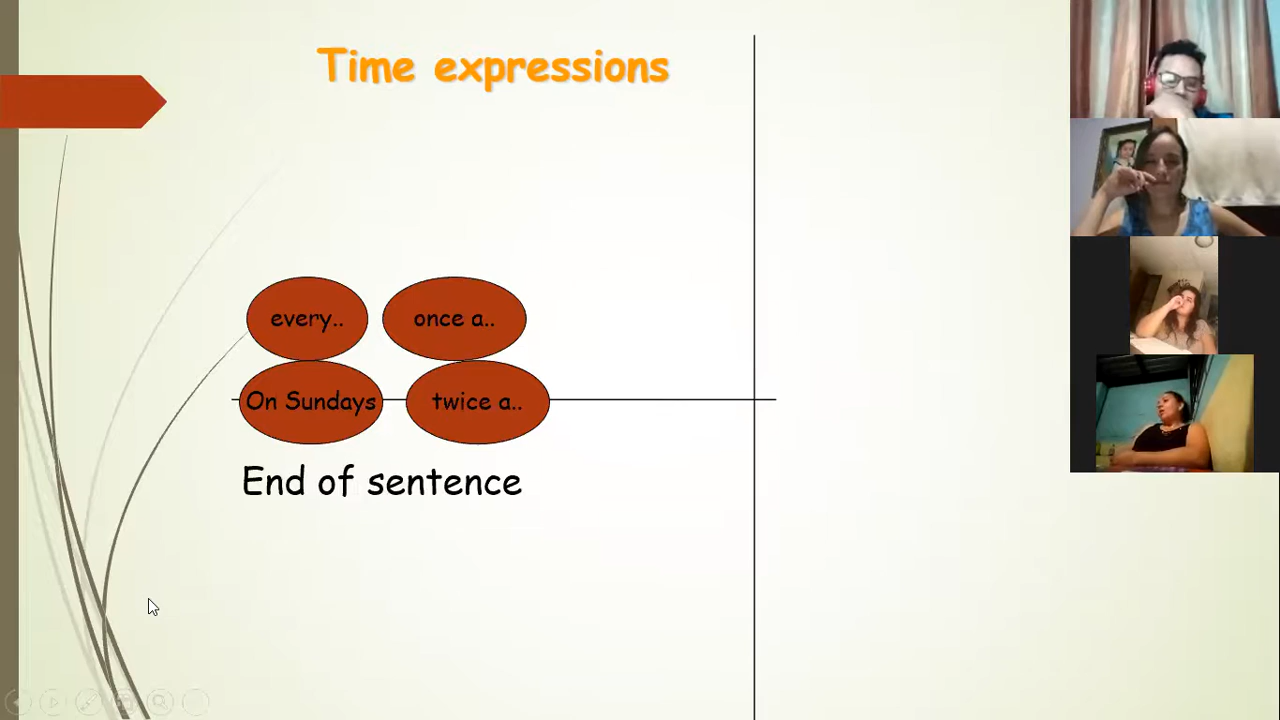 Time expressions
every.. once a..
On Sundays twice a..
End of sentence